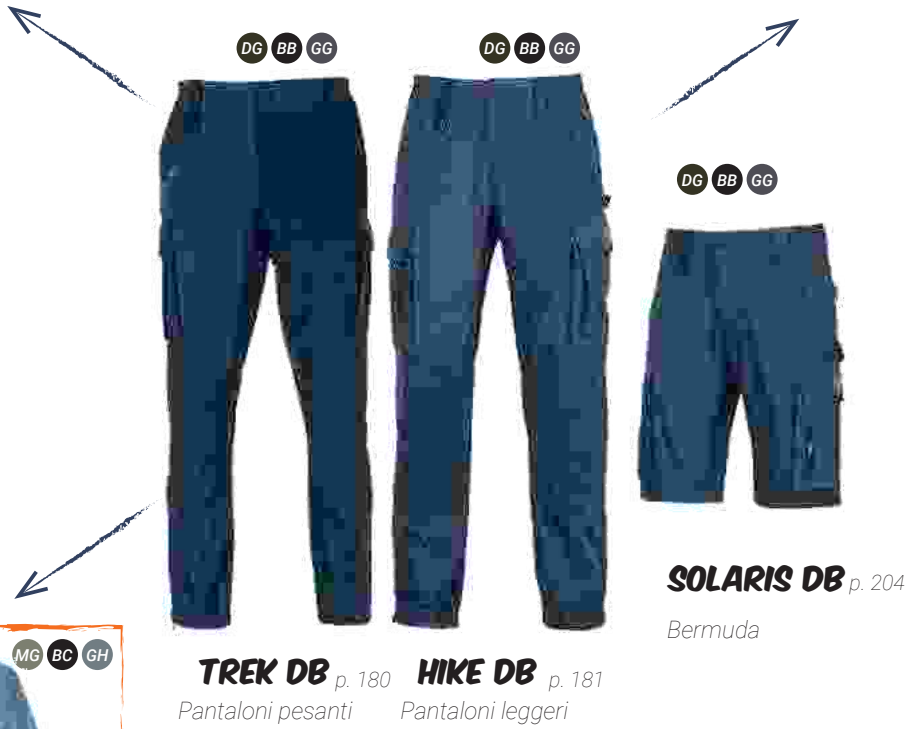 DG BB GG
DG BB GG
DG BB GG
SOLARIS DB p. 204
Bermuda
MG BC GH
TREK DB p. 180
Pantaloni pesanti
HIKE DB p. 181
Pantaloni leggeri